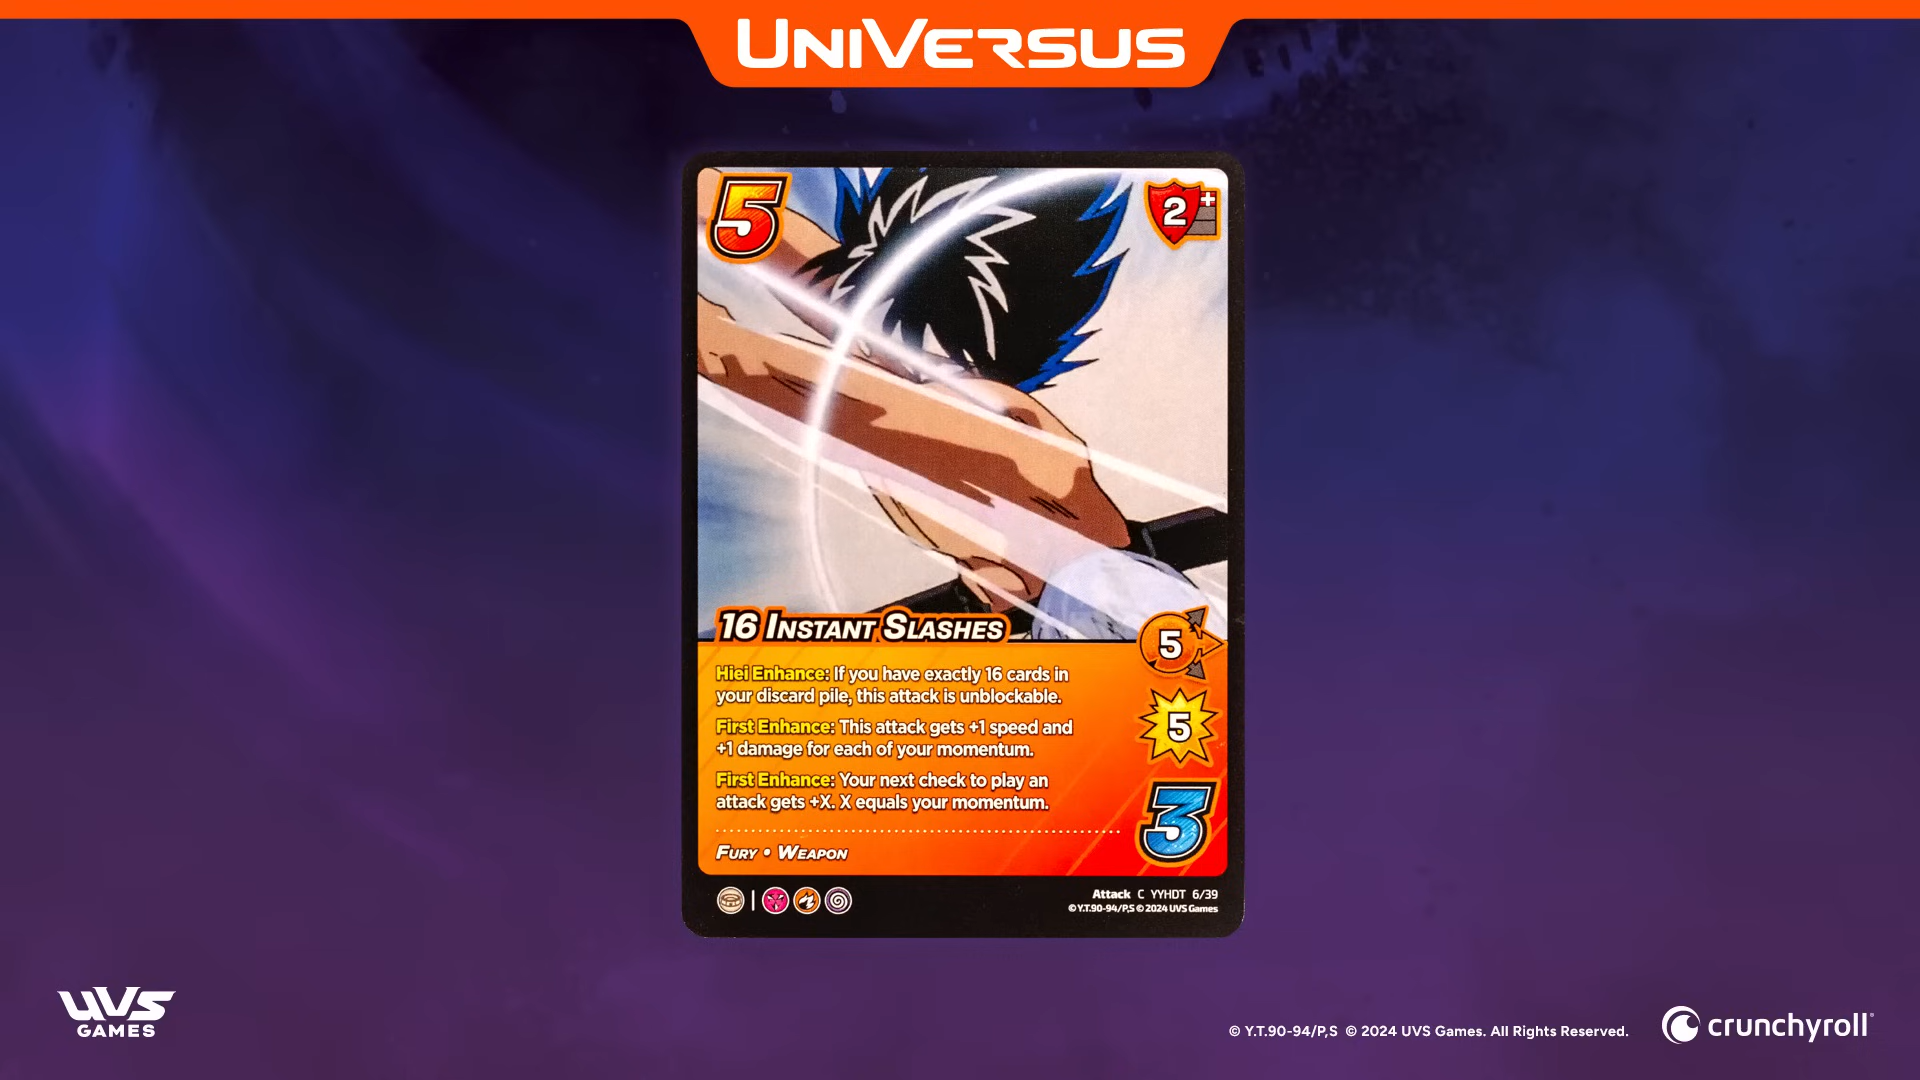 UNIVERSUS
5
2
+
16 INSTANT SLASHES
5
Hiei Enhance: If you have exactly 16 cards in
your discard pile, this attack is unblockable.
First Enhance: This attack gets +1 speed and
+1 damage for each of your momentum.
5
First Enhance: Your next check to play an
attack gets +X. X equals your momentum.
3
FURY • WEAPON
Attack C YYHDT 6/39
© Y.T.90-94/P,S © 2024 UVS Games
UVS
GAMES
© Y.T.90-94/P,S © 2024 UVS Games. All Rights Reserved.
crunchyroll